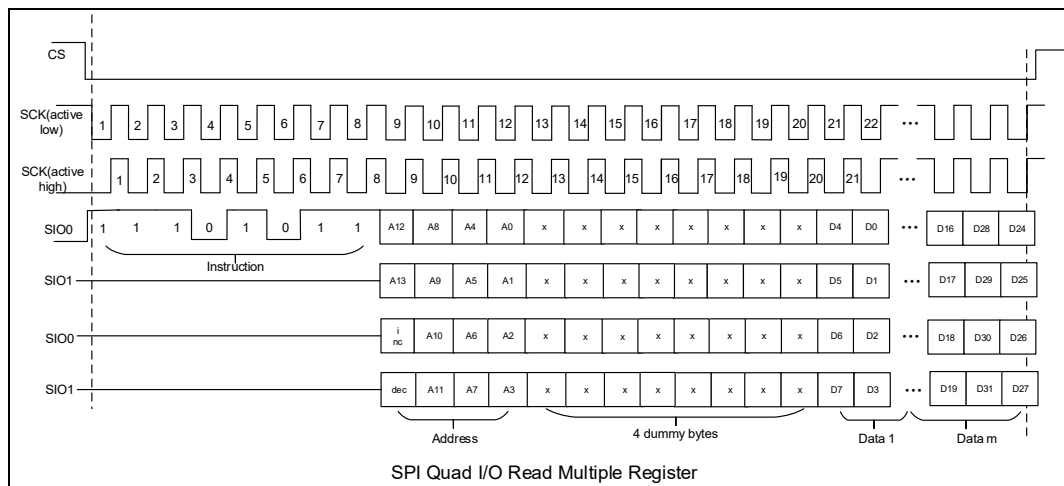 CS
SCK(active
low)
1 2 3 4 5 6 7 8 9 10 11 12 13 14 15 16 17 18 19 20 21 22 •••
SCK(active
high)
1 2 3 4 5 6 7 8 9 10 11 12 13 14 15 16 17 18 19 20 21 •••
SIO0 1 1 1 0 1 0 1 1 A12 A8 A4 A0 x x x x x x x x D4 D0 ••• D16 D28 D24
Instruction
SIO1 A13 A9 A5 A1 x x x x x x x x D5 D1 ••• D17 D29 D25
SIO0 i nc A10 A6 A2 x x x x x x x x D6 D2 ••• D18 D30 D26
SIO1 dec A11 A7 A3 x x x x x x x x D7 D3 ••• D19 D31 D27
Address 4 dummy bytes Data 1 Data m
SPI Quad I/O Read Multiple Register